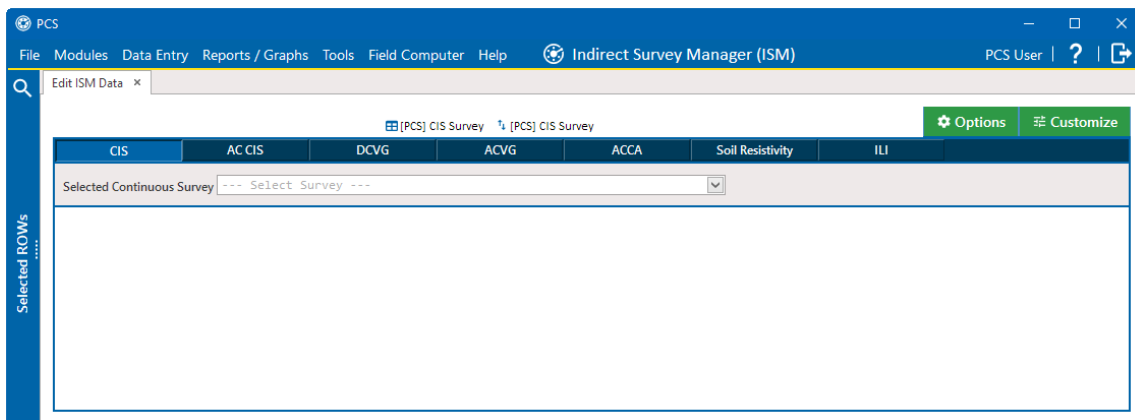 PCS
File Modules Data Entry Reports / Graphs Tools Field Computer Help Indirect Survey Manager (ISM) PCS User | ? |
Edit ISM Data ×
[PCS] CIS Survey [PCS] CIS Survey Options Customize
CIS AC CIS DCVG ACVG ACCA Soil Resistivity ILI
Selected Continuous Survey --- Select Survey ---
Selected ROWs